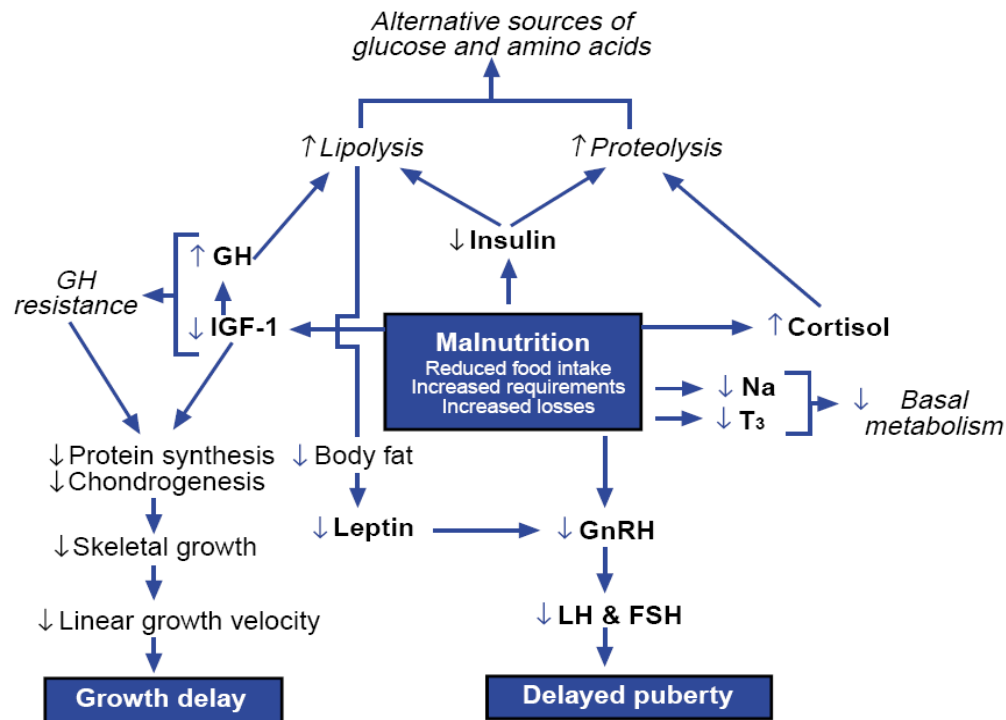 Alternative sources of
glucose and amino acids
↑ Lipolysis
↑ Proteolysis
↓ Insulin
↑ GH
GH
resistance
↓ IGF-1
Malnutrition
Reduced food intake
Increased requirements
Increased losses
↑ Cortisol
↓ Na
↓ T₃
↓ Basal
metabolism
↓ Protein synthesis
↓ Chondrogenesis
↓ Body fat
↓ Leptin
↓ GnRH
↓ Skeletal growth
↓ Linear growth velocity
↓ LH & FSH
Growth delay
Delayed puberty